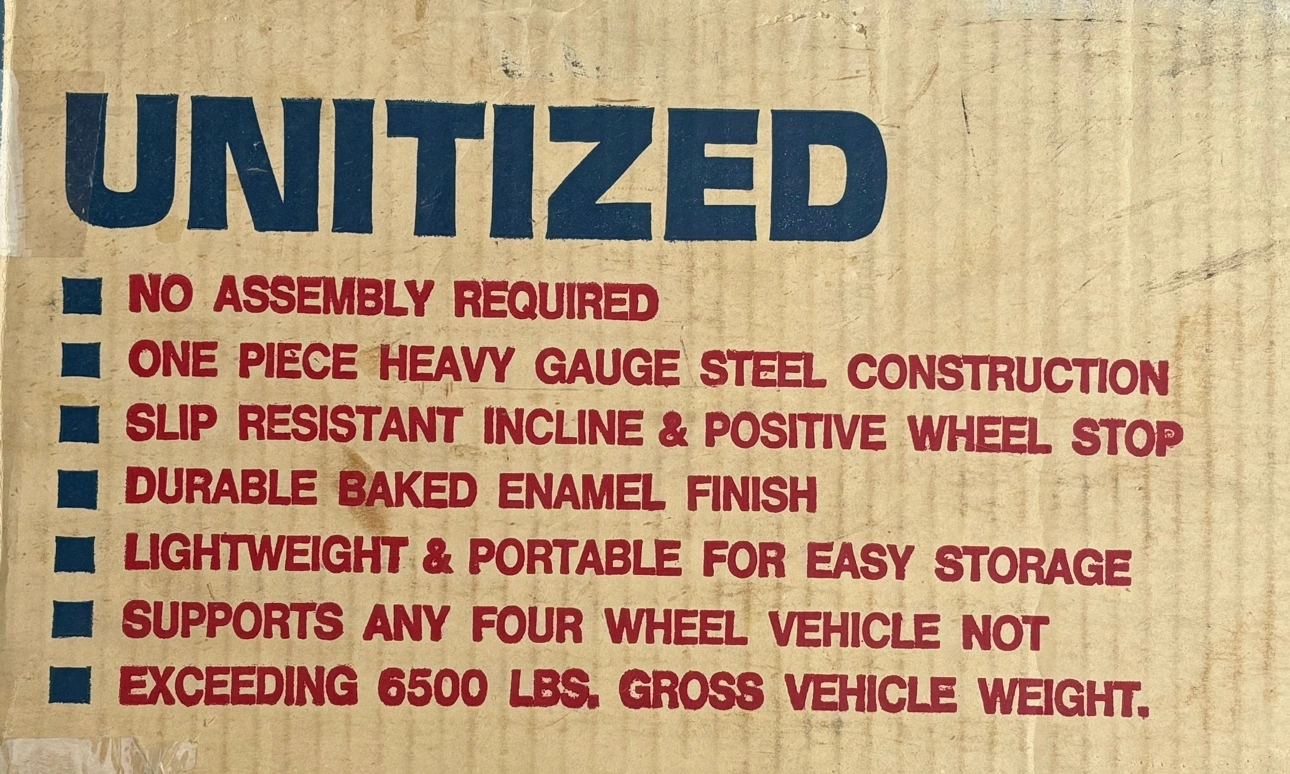 UNITIZED
NO ASSEMBLY REQUIRED
ONE PIECE HEAVY GAUGE STEEL CONSTRUCTION
SLIP RESISTANT INCLINE & POSITIVE WHEEL STOP
DURABLE BAKED ENAMEL FINISH
LIGHTWEIGHT & PORTABLE FOR EASY STORAGE
SUPPORTS ANY FOUR WHEEL VEHICLE NOT
EXCEEDING 6500 LBS. GROSS VEHICLE WEIGHT.